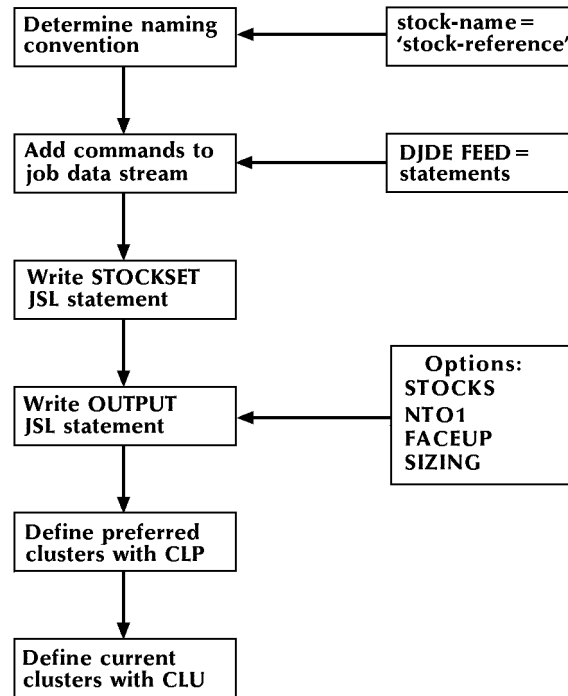 Determine naming
convention
stock-name=
‘stock-reference’
Add commands to
job data stream
DJDE FEED=
statements
Write STOCKSET
JSL statement
Write OUTPUT
JSL statement
Options:
STOCKS
NTO1
FACEUP
SIZING
Define preferred
clusters with CLP
Define current
clusters with CLU